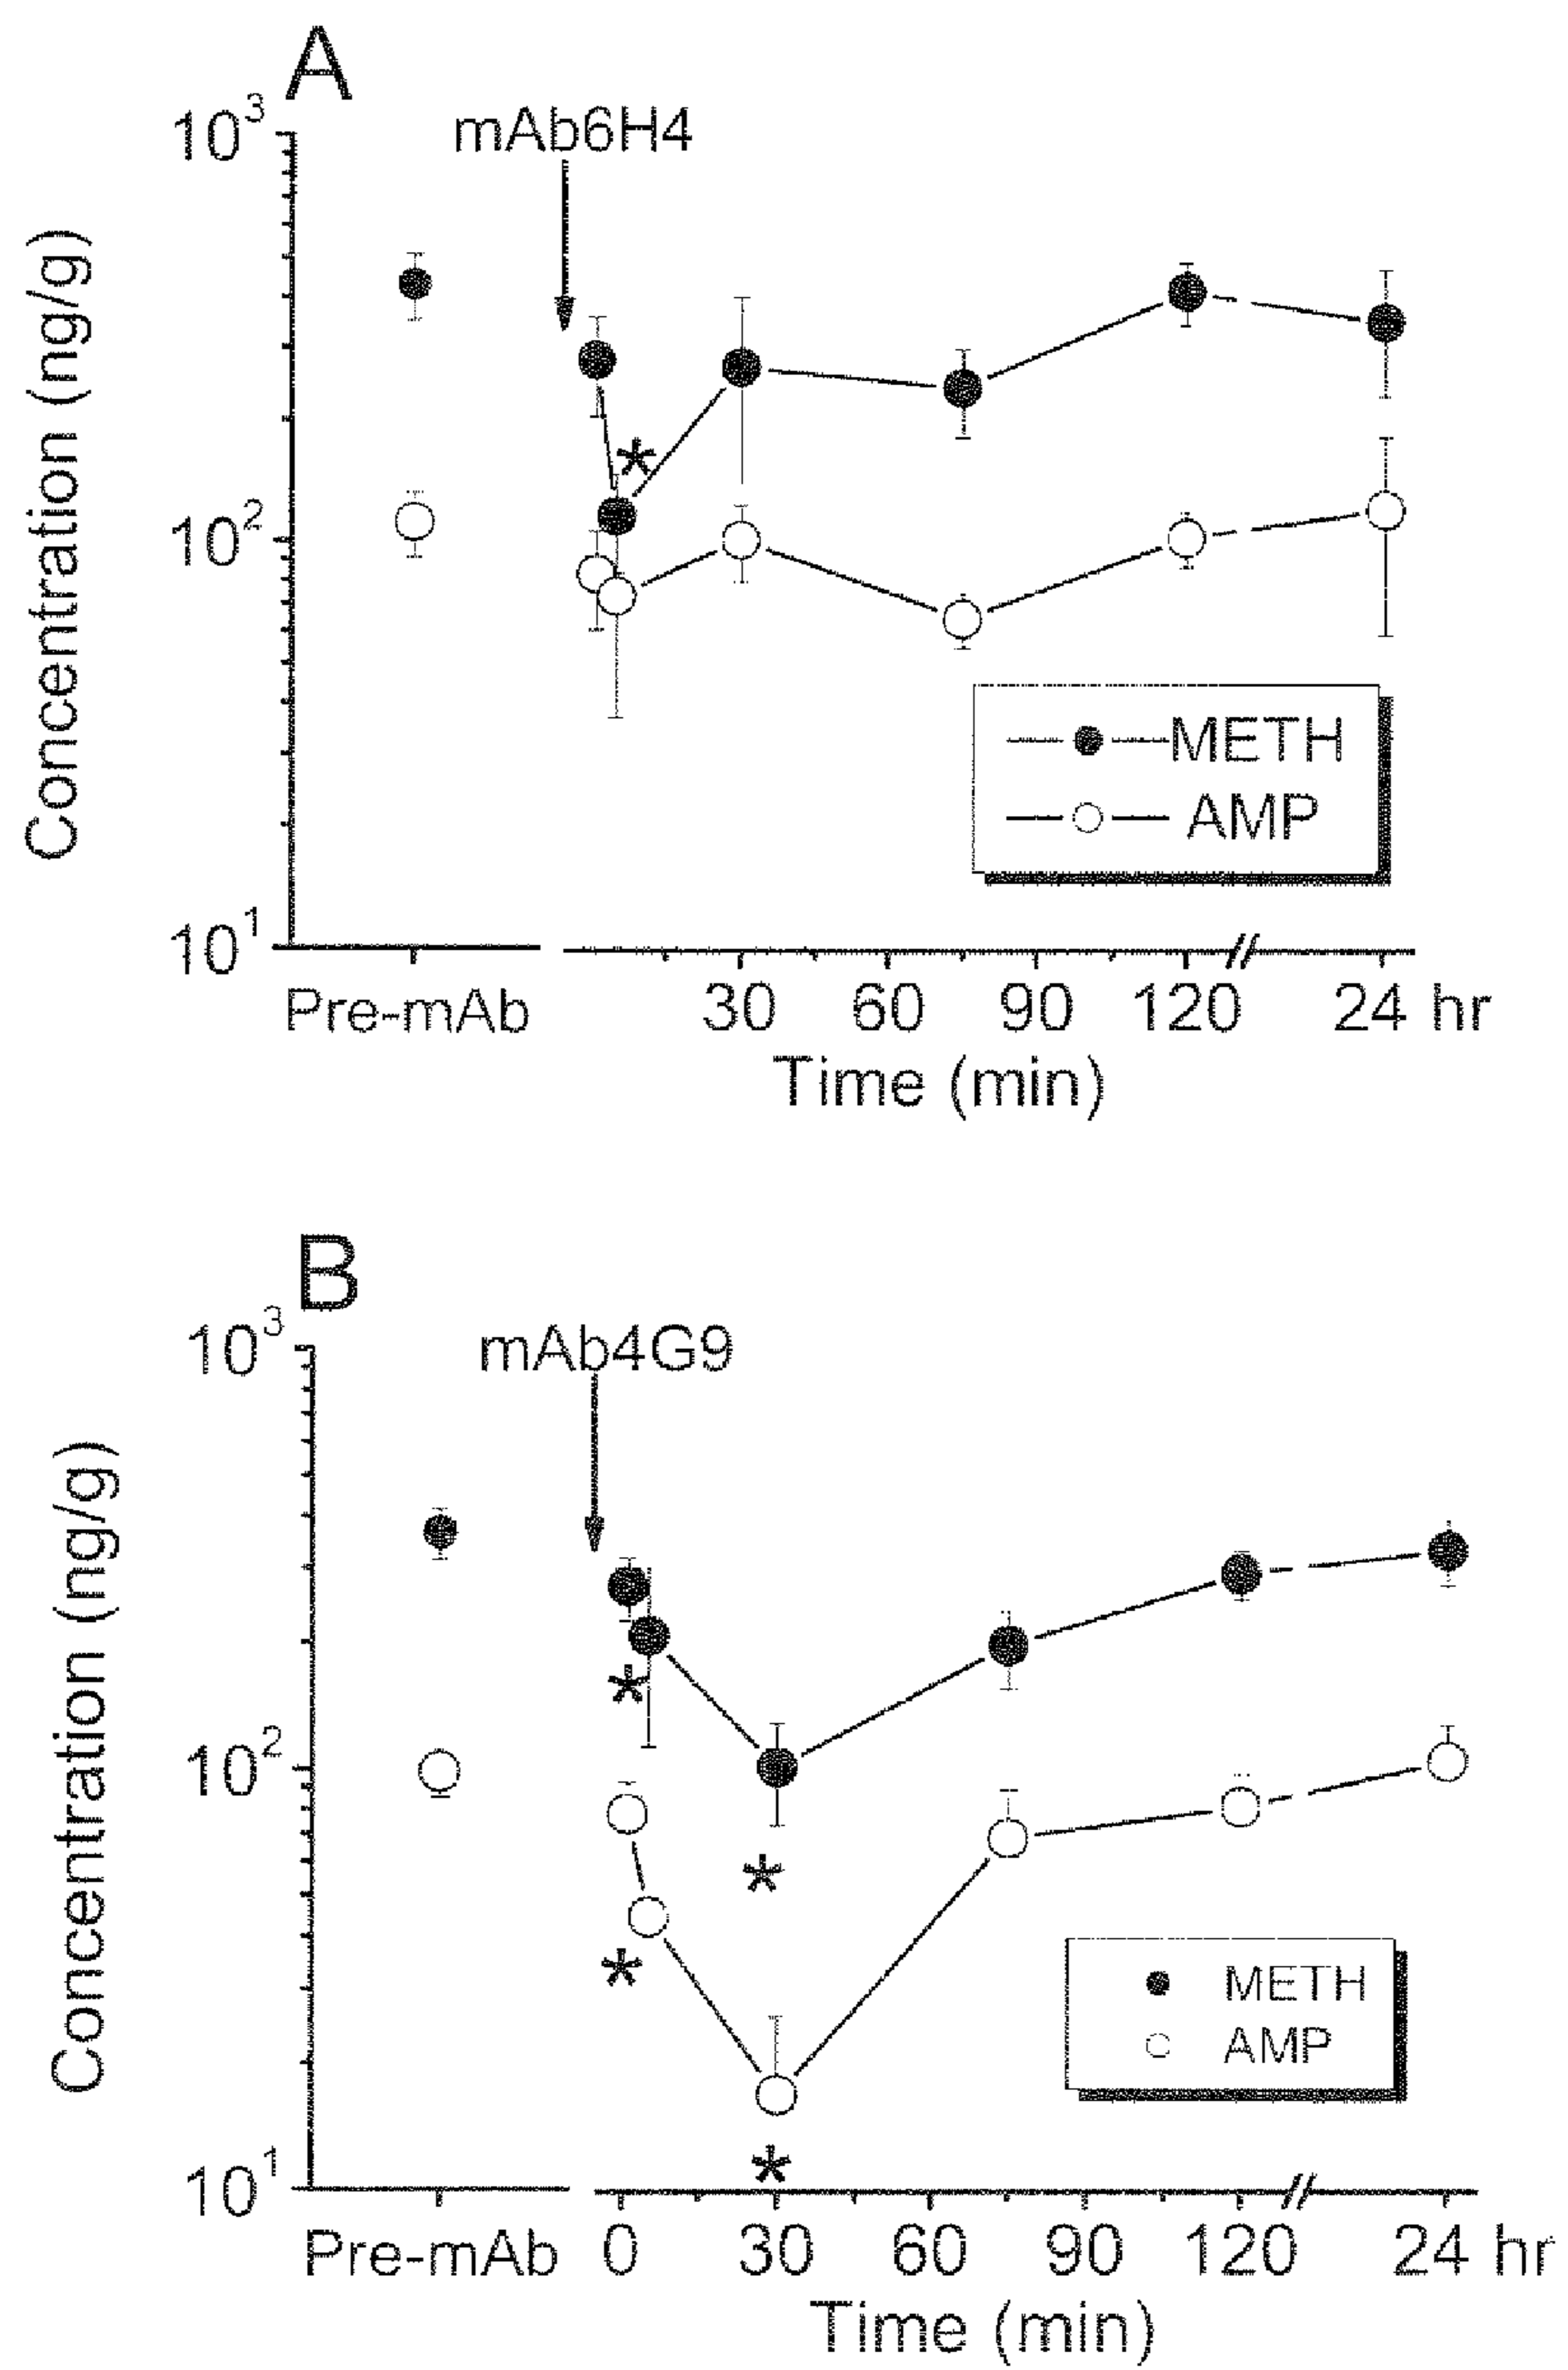 A
mAb6H4
10³
10²
10¹
Concentration (ng/g)
METH
AMP
Pre-mAb 30 60 90 120 24 hr
Time (min)
B
mAb4G9
10³
10²
10¹
Concentration (ng/g)
*
*
*
*
*
METH
AMP
Pre-mAb 0 30 60 90 120 24 hr
Time (min)